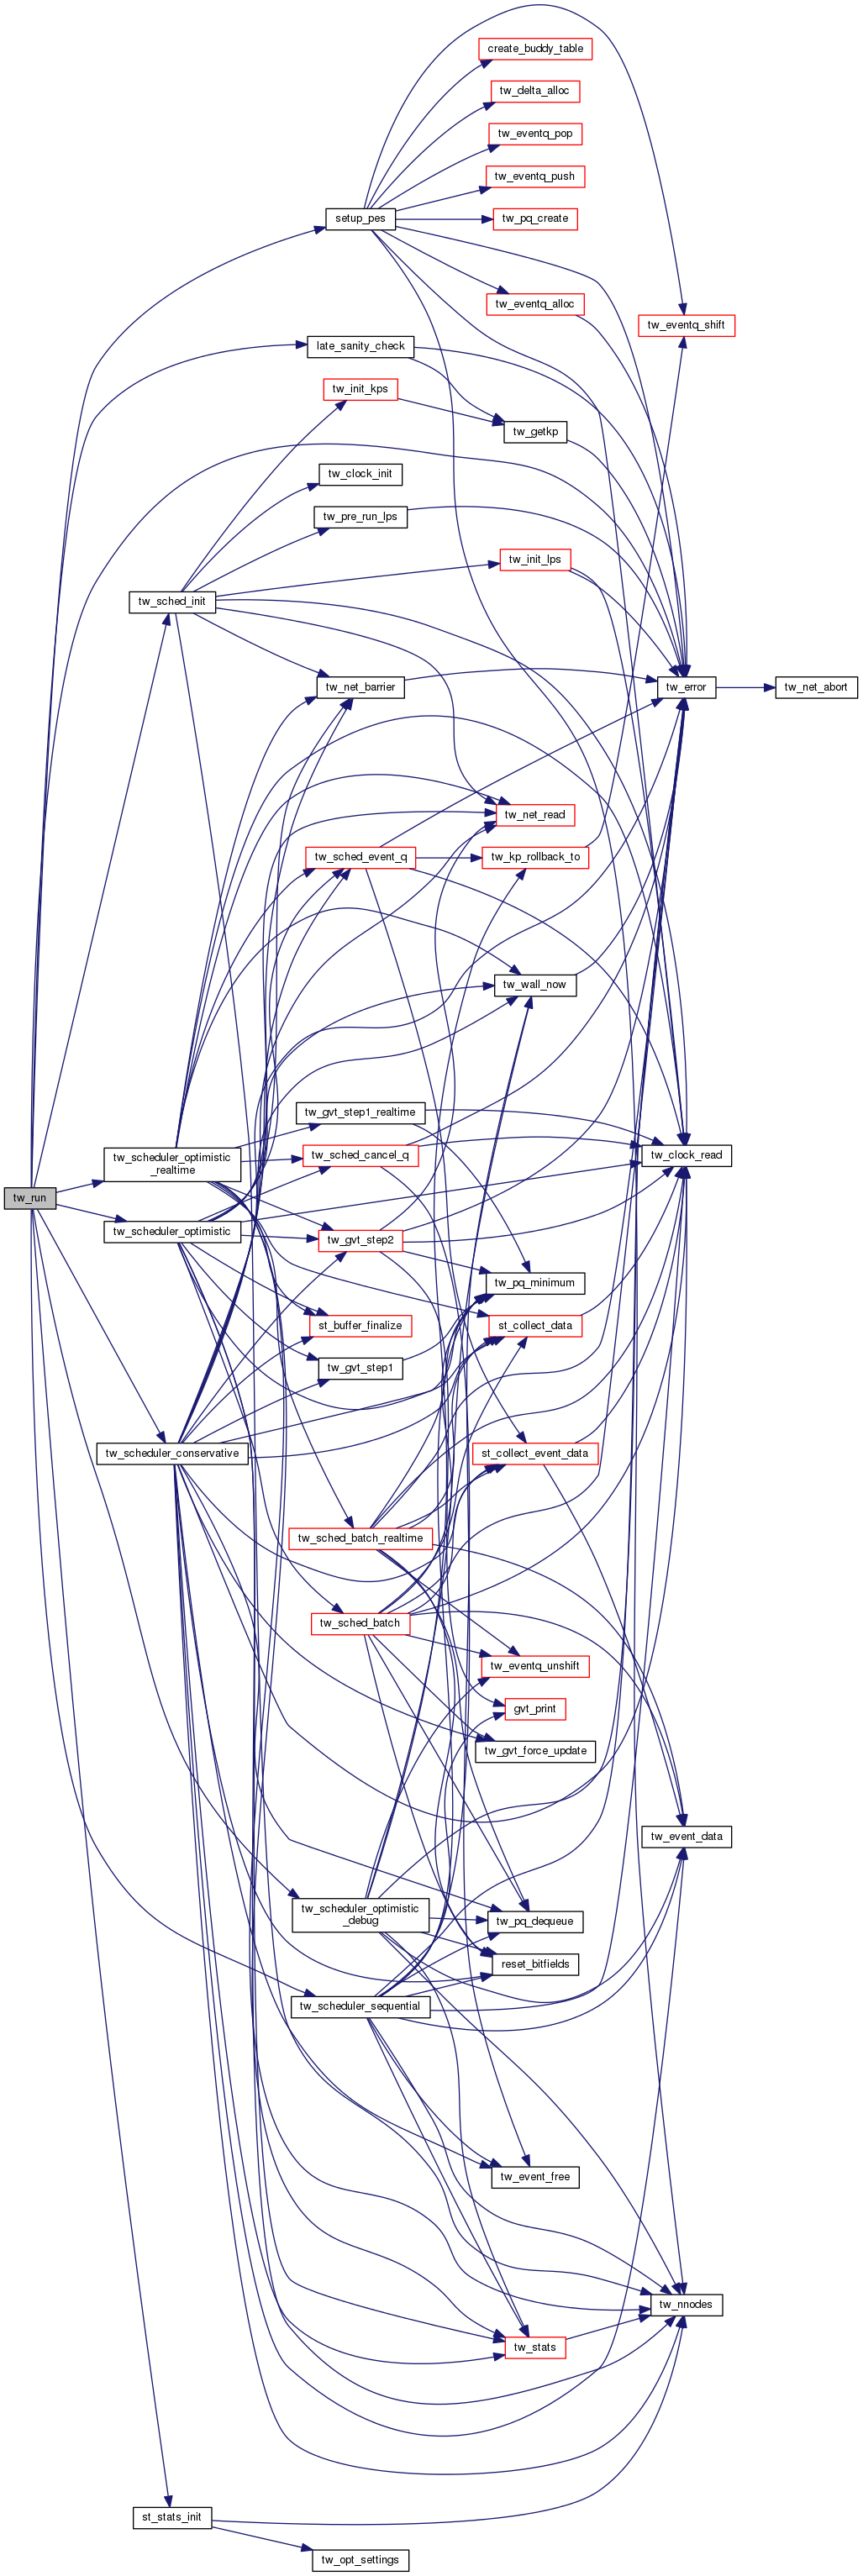 create_buddy_table
tw_delta_alloc
tw_eventq_pop
tw_eventq_push
setup_pes
tw_pq_create
tw_eventq_alloc
tw_eventq_shift
late_sanity_check
tw_init_kps
tw_getkp
tw_clock_init
tw_pre_run_lps
tw_init_lps
tw_sched_init
tw_net_barrier
tw_error
tw_net_abort
tw_net_read
tw_sched_event_q
tw_kp_rollback_to
tw_wall_now
tw_gvt_step1_realtime
tw_scheduler_optimistic
_realtime
tw_sched_cancel_q
tw_clock_read
tw_run
tw_scheduler_optimistic
tw_gvt_step2
tw_pq_minimum
st_buffer_finalize
st_collect_data
tw_gvt_step1
tw_scheduler_conservative
st_collect_event_data
tw_sched_batch_realtime
tw_sched_batch
tw_eventq_unshift
gvt_print
tw_gvt_force_update
tw_event_data
tw_scheduler_optimistic
_debug
tw_pq_dequeue
reset_bitfields
tw_scheduler_sequential
tw_event_free
tw_nnodes
tw_stats
st_stats_init
tw_opt_settings